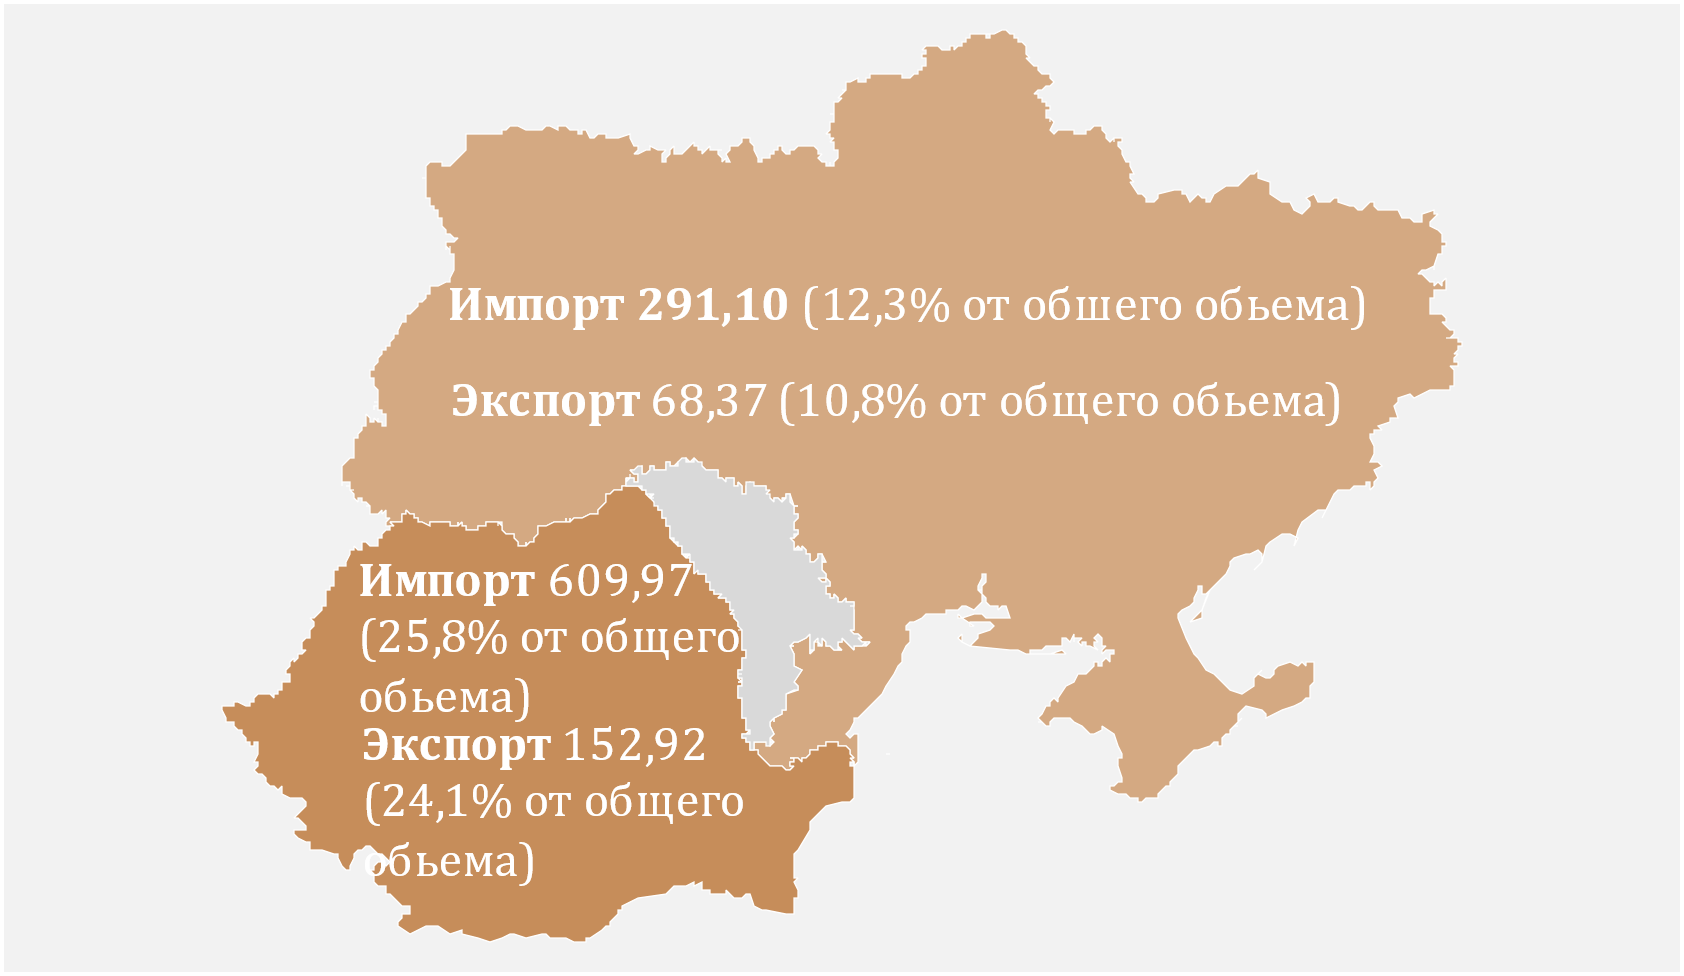 Импорт 291,10 (12,3% от обшего обьема)
Экспорт 68,37 (10,8% от общего обьема)
Импорт 609,97
(25,8% от общего
обьема)
Экспорт 152,92
(24,1% от общего
обьема)